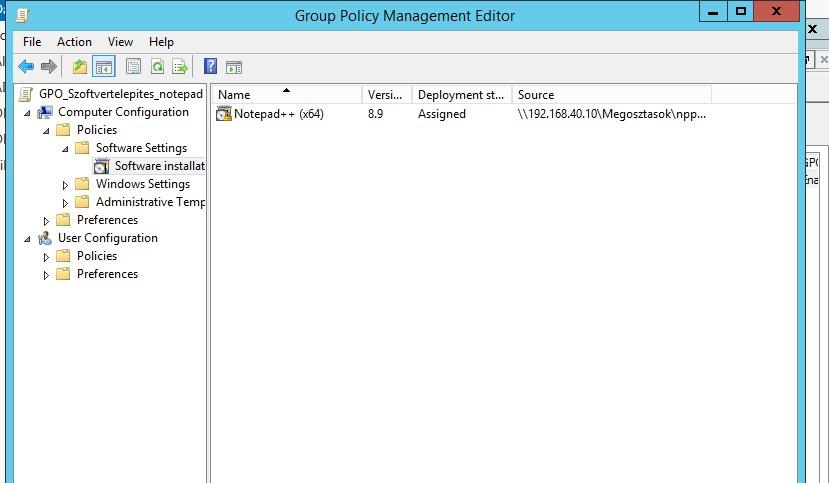 Group Policy Management Editor
File Action View Help
GPO_Szoftvertelepites_notepad
Computer Configuration
Policies
Software Settings
Software installat
Windows Settings
Administrative Temp
Preferences
User Configuration
Policies
Preferences
Name Versi... Deployment st... Source
Notepad++ (x64) 8.9 Assigned \\192.168.40.10\Megosztasok\npp...